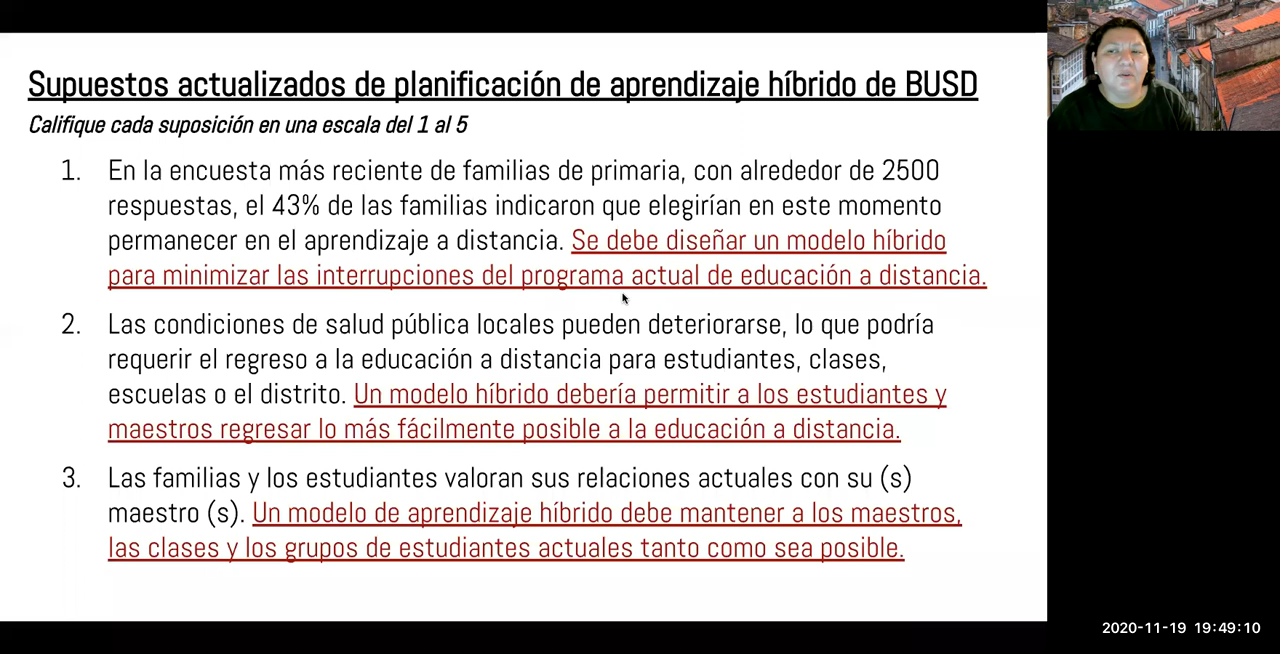 Supuestos actualizados de planificación de aprendizaje híbrido de BUSD
Califique cada suposición en una escala del 1 al 5
1. En la encuesta más reciente de familias de primaria, con alrededor de 2500
respuestas, el 43% de las familias indicaron que elegirían en este momento
permanecer en el aprendizaje a distancia. Se debe diseñar un modelo híbrido
para minimizar las interrupciones del programa actual de educación a distancia.
2. Las condiciones de salud pública locales pueden deteriorarse, lo que podría
requerir el regreso a la educación a distancia para estudiantes, clases,
escuelas o el distrito. Un modelo híbrido debería permitir a los estudiantes y
maestros regresar lo más fácilmente posible a la educación a distancia.
3. Las familias y los estudiantes valoran sus relaciones actuales con su (s)
maestro (s). Un modelo de aprendizaje híbrido debe mantener a los maestros,
las clases y los grupos de estudiantes actuales tanto como sea posible.
2020-11-19 19:49:10